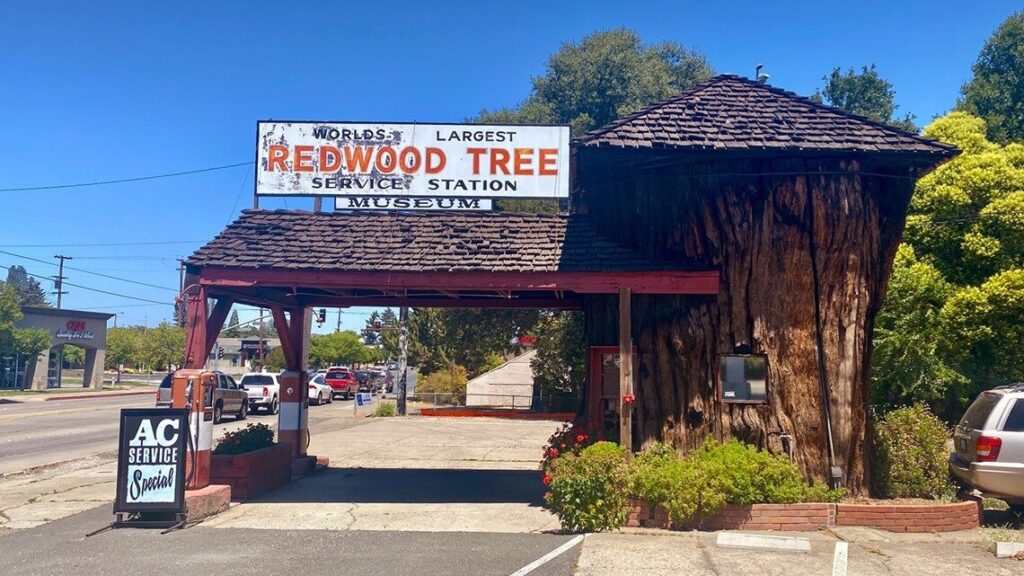 WORLDS LARGEST
REDWOOD TREE
SERVICE STATION
MUSEUM
AC
SERVICE
Special